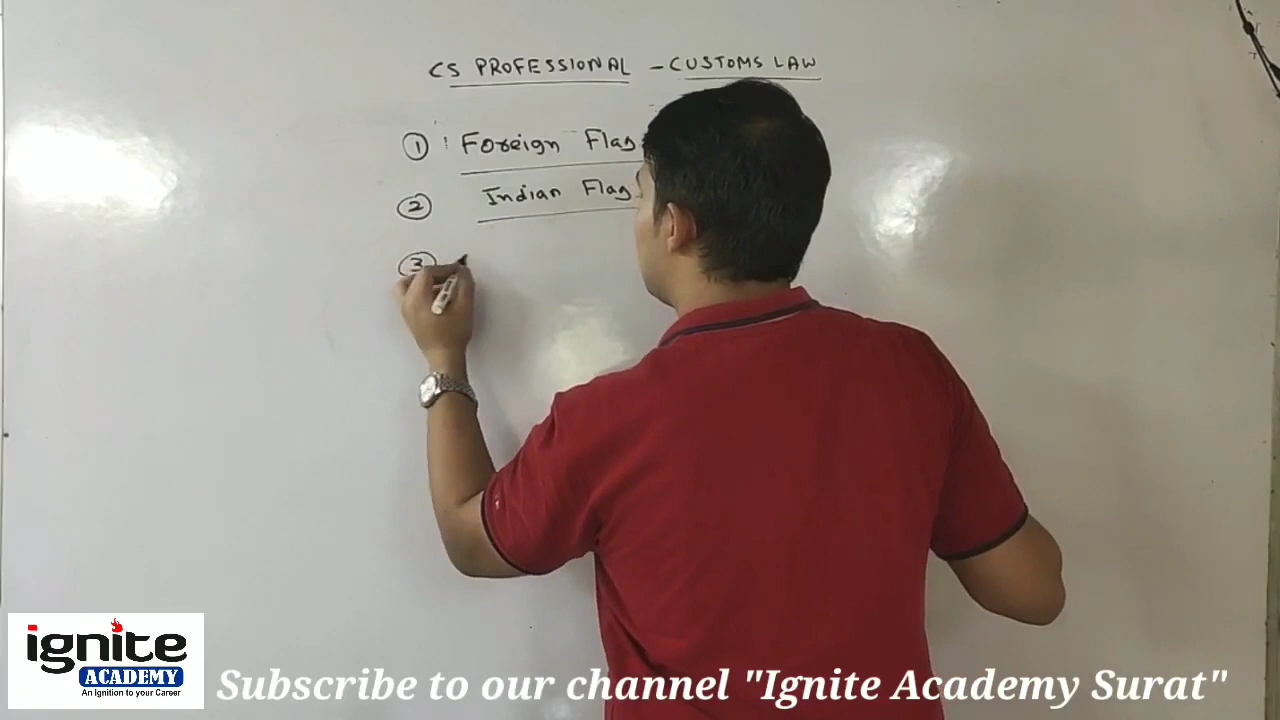 CS PROFESSIONAL - CUSTOMS LAW
① : Foreign Flag
② Indian Flag
③
ignite
ACADEMY
An Ignition to your Career
Subscribe to our channel "Ignite Academy Surat"